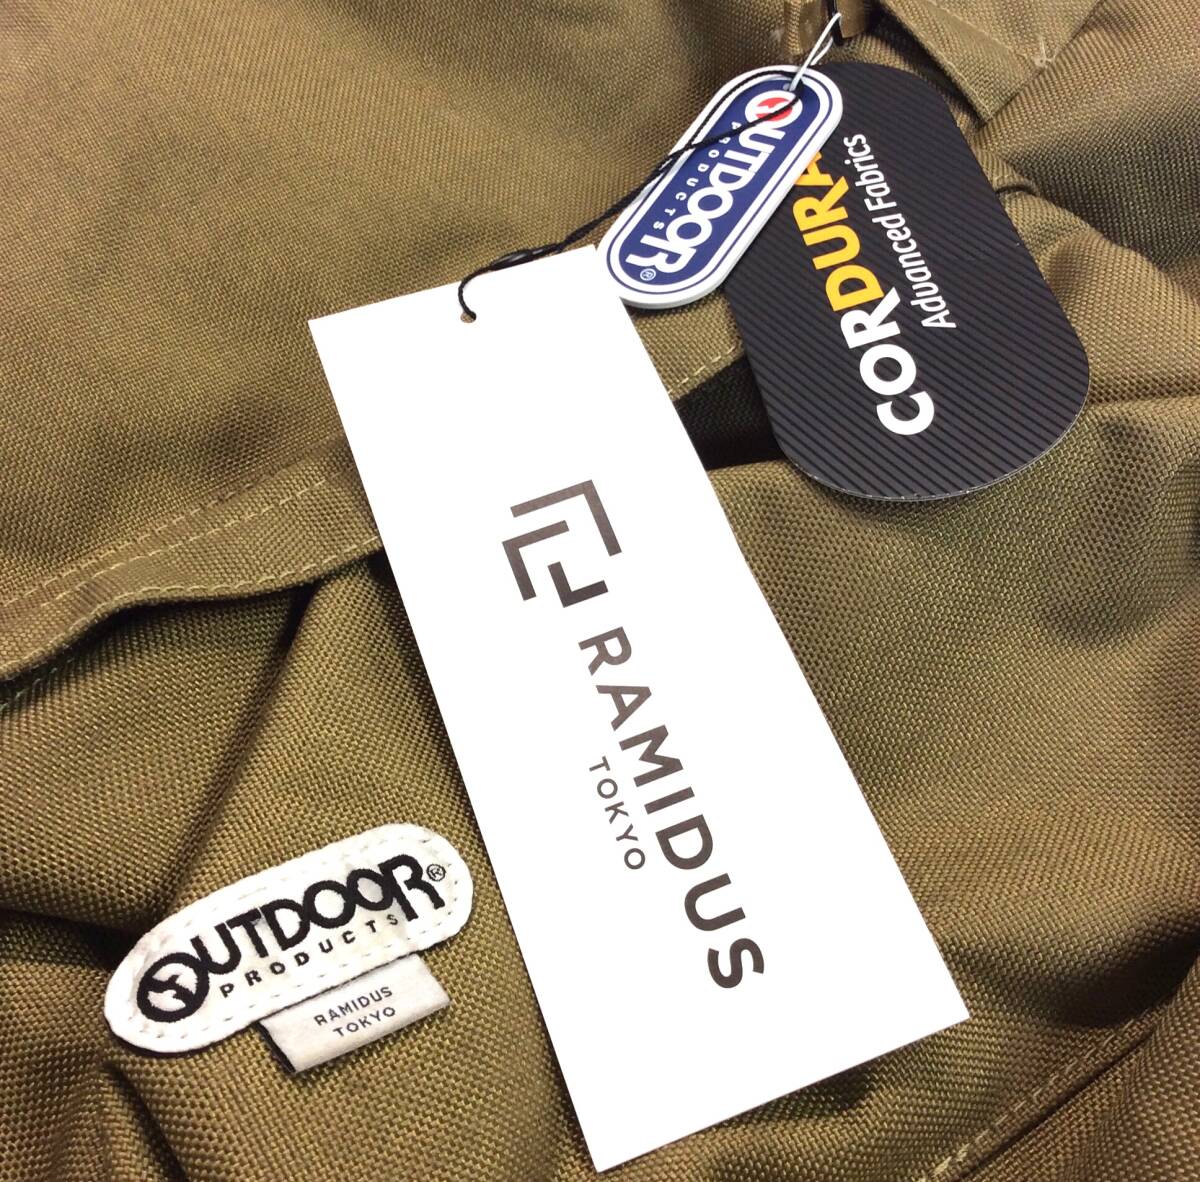 OUTDOOR®
PRODUCTS
CORDURA
Advanced Fabrics
RAMIDUS
TOKYO
OUTDOOR®
PRODUCTS
RAMIDUS
TOKYO